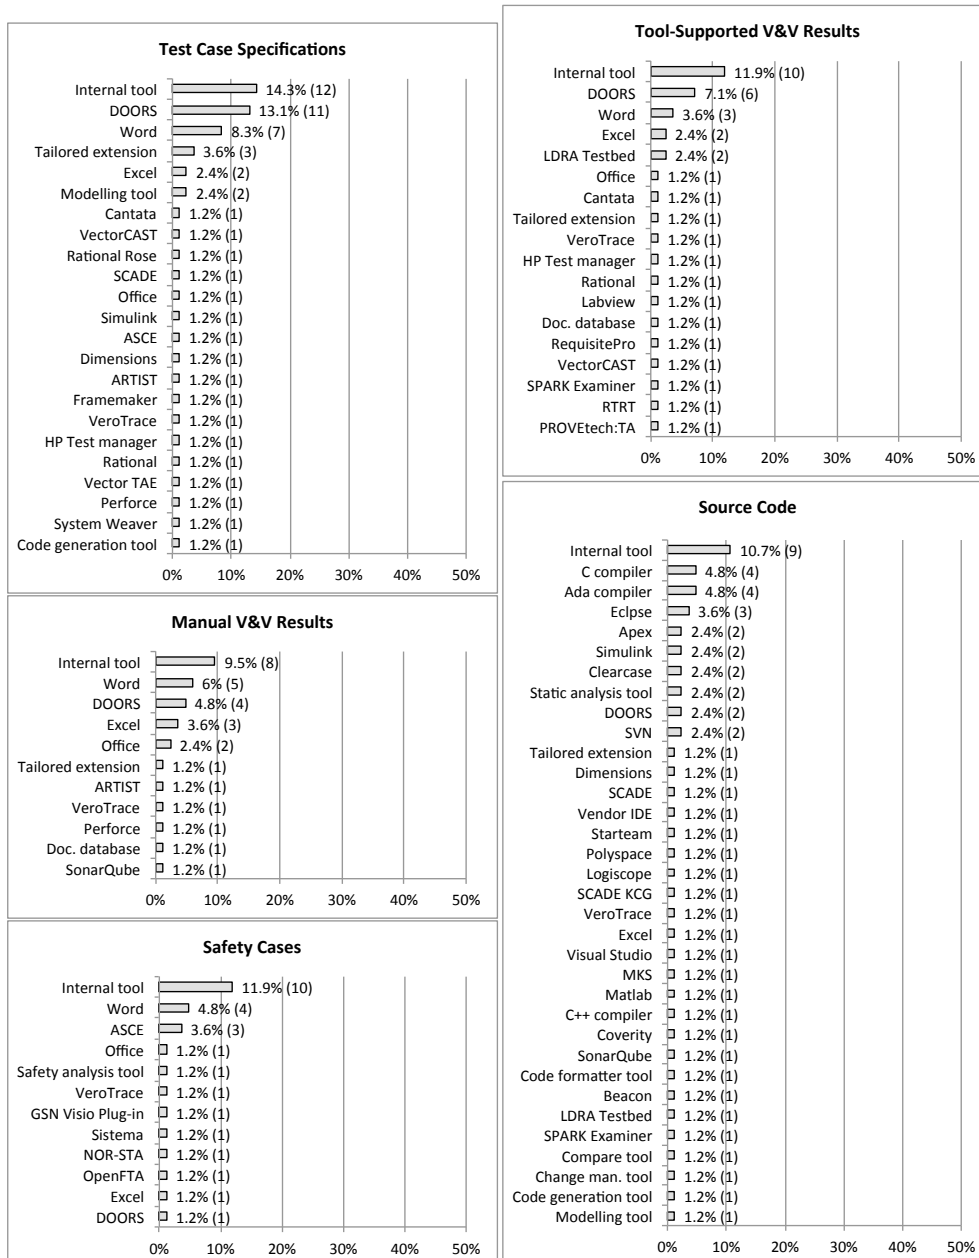 Test Case Specifications
Internal tool 14.3% (12)
DOORS 13.1% (11)
Word 8.3% (7)
Tailored extension 3.6% (3)
Excel 2.4% (2)
Modelling tool 2.4% (2)
Cantata 1.2% (1)
VectorCAST 1.2% (1)
Rational Rose 1.2% (1)
SCADE 1.2% (1)
Office 1.2% (1)
Simulink 1.2% (1)
ASCE 1.2% (1)
Dimensions 1.2% (1)
ARTIST 1.2% (1)
Framemaker 1.2% (1)
VeroTrace 1.2% (1)
HP Test manager 1.2% (1)
Rational 1.2% (1)
Vector TAE 1.2% (1)
Perforce 1.2% (1)
System Weaver 1.2% (1)
Code generation tool 1.2% (1)
0% 10% 20% 30% 40% 50%
Manual V&V Results
Internal tool 9.5% (8)
Word 6% (5)
DOORS 4.8% (4)
Excel 3.6% (3)
Office 2.4% (2)
Tailored extension 1.2% (1)
ARTIST 1.2% (1)
VeroTrace 1.2% (1)
Perforce 1.2% (1)
Doc. database 1.2% (1)
SonarQube 1.2% (1)
0% 10% 20% 30% 40% 50%
Safety Cases
Internal tool 11.9% (10)
Word 4.8% (4)
ASCE 3.6% (3)
Office 1.2% (1)
Safety analysis tool 1.2% (1)
VeroTrace 1.2% (1)
GSN Visio Plug-in 1.2% (1)
Sistema 1.2% (1)
NOR-STA 1.2% (1)
OpenFTA 1.2% (1)
Excel 1.2% (1)
DOORS 1.2% (1)
0% 10% 20% 30% 40% 50%
Tool-Supported V&V Results
Internal tool 11.9% (10)
DOORS 7.1% (6)
Word 3.6% (3)
Excel 2.4% (2)
LDRA Testbed 2.4% (2)
Office 1.2% (1)
Cantata 1.2% (1)
Tailored extension 1.2% (1)
VeroTrace 1.2% (1)
HP Test manager 1.2% (1)
Rational 1.2% (1)
Labview 1.2% (1)
Doc. database 1.2% (1)
RequisitePro 1.2% (1)
VectorCAST 1.2% (1)
SPARK Examiner 1.2% (1)
RTRT 1.2% (1)
PROVEtech:TA 1.2% (1)
0% 10% 20% 30% 40% 50%
Source Code
Internal tool 10.7% (9)
C compiler 4.8% (4)
Ada compiler 4.8% (4)
Eclpse 3.6% (3)
Apex 2.4% (2)
Simulink 2.4% (2)
Clearcase 2.4% (2)
Static analysis tool 2.4% (2)
DOORS 2.4% (2)
SVN 2.4% (2)
Tailored extension 1.2% (1)
Dimensions 1.2% (1)
SCADE 1.2% (1)
Vendor IDE 1.2% (1)
Starteam 1.2% (1)
Polyspace 1.2% (1)
Logiscope 1.2% (1)
SCADE KCG 1.2% (1)
VeroTrace 1.2% (1)
Excel 1.2% (1)
Visual Studio 1.2% (1)
MKS 1.2% (1)
Matlab 1.2% (1)
C++ compiler 1.2% (1)
Coverity 1.2% (1)
SonarQube 1.2% (1)
Code formatter tool 1.2% (1)
Beacon 1.2% (1)
LDRA Testbed 1.2% (1)
SPARK Examiner 1.2% (1)
Compare tool 1.2% (1)
Change man. tool 1.2% (1)
Code generation tool 1.2% (1)
Modelling tool 1.2% (1)
0% 10% 20% 30% 40% 50%